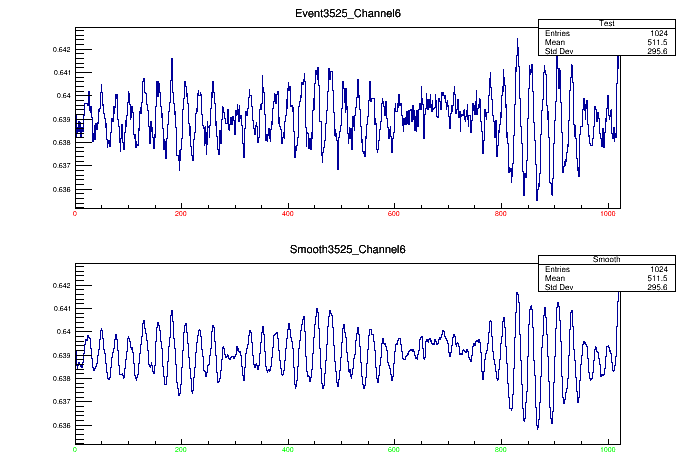 Event3525_Channel6
Test
Entries 1024
Mean 511.5
Std Dev 295.6
0.642
0.641
0.64
0.639
0.638
0.637
0.636
0 200 400 600 800 1000
Smooth3525_Channel6
Smooth
Entries 1024
Mean 511.5
Std Dev 295.6
0.642
0.641
0.64
0.639
0.638
0.637
0.636
0 200 400 600 800 1000